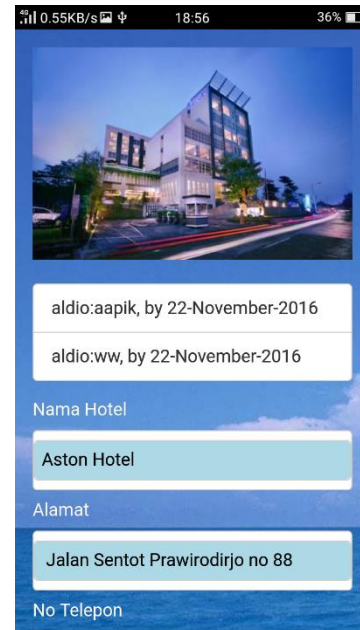 4G 0.55KB/s 18:56 36%
aldio:aapik, by 22-November-2016
aldio:ww, by 22-November-2016
Nama Hotel
Aston Hotel
Alamat
Jalan Sentot Prawirodirjo no 88
No Telepon